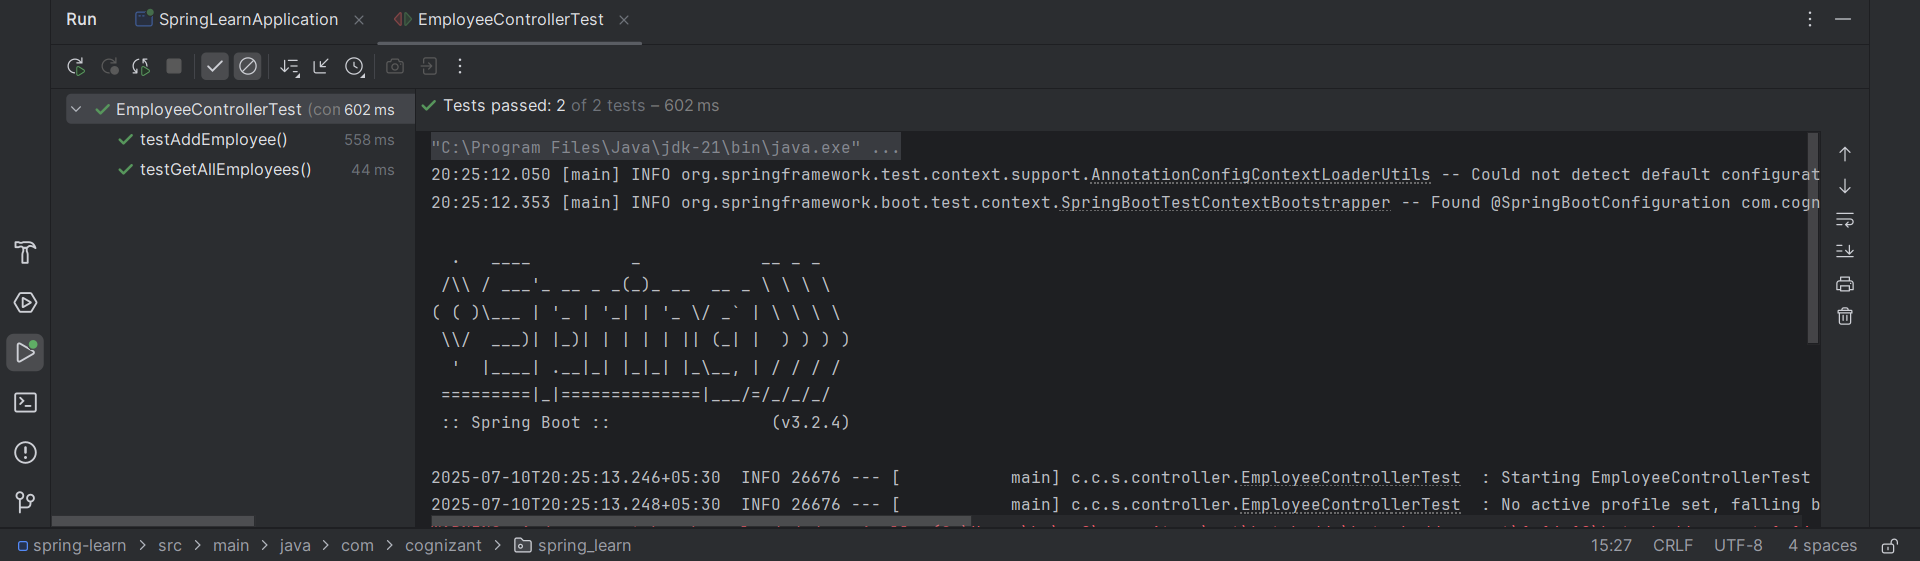 Run SpringLearnApplication EmployeeControllerTest
EmployeeControllerTest (con 602 ms
testAddEmployee() 558 ms
testGetAllEmployees() 44 ms
Tests passed: 2 of 2 tests – 602 ms
"C:\Program Files\Java\jdk-21\bin\java.exe" ...
20:25:12.050 [main] INFO org.springframework.test.context.support.AnnotationConfigContextLoaderUtils -- Could not detect default configurat
20:25:12.353 [main] INFO org.springframework.boot.test.context.SpringBootTestContextBootstrapper -- Found @SpringBootConfiguration com.cogn
  .   ____          _            __ _ _
 /\\ / ___'_ __ _ _(_)_ __  __ _ \ \ \ \
( ( )\___ | '_ | '_| | '_ \/ _` | \ \ \ \
 \\/  ___)| |_)| | | | | || (_| |  ) ) ) )
  '  |____| .__|_| |_|_| |_\__, | / / / /
 =========|_|==============|___/=/_/_/_/
 :: Spring Boot ::                (v3.2.4)
2025-07-10T20:25:13.246+05:30  INFO 26676 --- [           main] c.c.s.controller.EmployeeControllerTest  : Starting EmployeeControllerTest
2025-07-10T20:25:13.248+05:30  INFO 26676 --- [           main] c.c.s.controller.EmployeeControllerTest  : No active profile set, falling b
spring-learn > src > main > java > com > cognizant > spring_learn 15:27 CRLF UTF-8 4 spaces